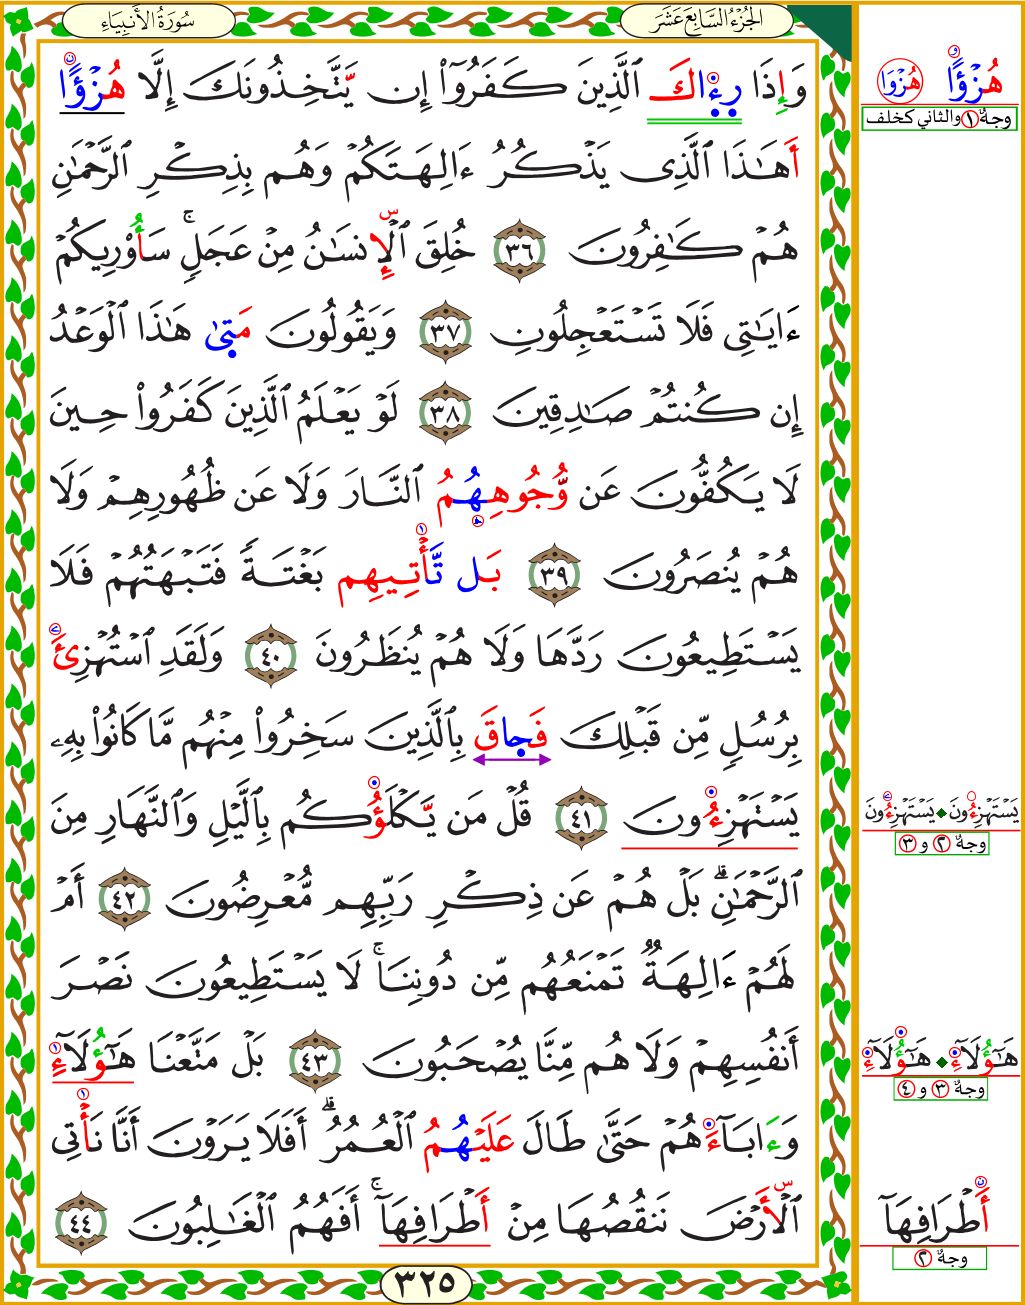 سُورَةُ الأَنبِيَاءِ
الجُزْءُ السَّابِعَ عَشَرَ
وَإِذَا رِءَاكَ ٱلَّذِينَ كَفَرُوٓاْ إِن يَّتَّخِذُونَكَ إِلَّا هُزُؤًا
أَهَٰذَا ٱلَّذِى يَذۡكُرُ ءَالِهَتَكُمۡ وَهُم بِذِكۡرِ ٱلرَّحۡمَٰنِ
هُمۡ كَٰفِرُونَ ٣٦ خُلِقَ ٱلۡإِنسَٰنُ مِنۡ عَجَلٖۚ سَأُوْرِيكُمۡ
ءَايَٰتِى فَلَا تَسۡتَعۡجِلُونِ ٣٧ وَيَقُولُونَ مَتِىٰ هَٰذَا ٱلۡوَعۡدُ
إِن كُنتُمۡ صَٰدِقِينَ ٣٨ لَوۡ يَعۡلَمُ ٱلَّذِينَ كَفَرُواْ حِينَ
لَا يَكُفُّونَ عَن وُّجُوهِهُمُ ٱلنَّارَ وَلَا عَن ظُهُورِهِمۡ وَلَا
هُمۡ يُنصَرُونَ ٣٩ بَل تَّأۡتِيهِم بَغۡتَةٗ فَتَبۡهَتُهُمۡ فَلَا
يَسۡتَطِيعُونَ رَدَّهَا وَلَا هُمۡ يُنظَرُونَ ٤٠ وَلَقَدِ ٱسۡتُهۡزِئَ
بِرُسُلٖ مِّن قَبۡلِكَ فَحِاقَ بِٱلَّذِينَ سَخِرُواْ مِنۡهُم مَّا كَانُواْ بِهِۦ
يَسۡتَهۡزِءُونَ ٤١ قُلۡ مَن يَّكۡلَؤُكُم بِٱلَّيۡلِ وَٱلنَّهَارِ مِنَ
ٱلرَّحۡمَٰنِۚ بَلۡ هُمۡ عَن ذِكۡرِ رَبِّهِم مُّعۡرِضُونَ ٤٢ أَمۡ
لَهُمۡ ءَالِهَةٞ تَمۡنَعُهُم مِّن دُونِنَاۚ لَا يَسۡتَطِيعُونَ نَصۡرَ
أَنفُسِهِمۡ وَلَا هُم مِّنَّا يُصۡحَبُونَ ٤٣ بَلۡ مَتَّعۡنَا هَٰٓؤُلَآءِ
وَءَابَآءَهُمۡ حَتَّىٰ طَالَ عَلَيۡهُمُ ٱلۡعُمُرُۗ أَفَلَا يَرَوۡنَ أَنَّا نَأۡتِى
ٱلۡأَرۡضَ نَنقُصُهَا مِنۡ أَطۡرَافِهَآۚ أَفَهُمُ ٱلۡغَٰلِبُونَ ٤٤
٣٢٥
هُزُؤًا هُزۡوَا
وجهٌ ١ والثاني كخلف
يَسۡتَهۡزِءُونَ يَسۡتَهۡزِءُونَ
وجهٌ ٢ و ٣
هَٰٓؤُلَآءِ هَٰٓؤُلَآءِ
وجهٌ ٣ و ٤
أَطۡرَافِهَآ
وجهٌ ٢